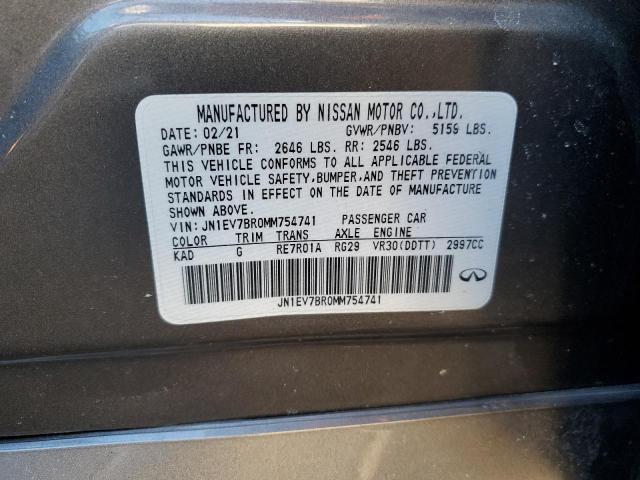 MANUFACTURED BY NISSAN MOTOR CO.,LTD.
DATE: 02/21 GVWR/PNBV: 5159 LBS.
GAWR/PNBE FR: 2646 LBS. RR: 2546 LBS.
THIS VEHICLE CONFORMS TO ALL APPLICABLE FEDERAL
MOTOR VEHICLE SAFETY,BUMPER,AND THEFT PREVENTION
STANDARDS IN EFFECT ON THE DATE OF MANUFACTURE
SHOWN ABOVE.
VIN: JN1EV7BR0MM754741 PASSENGER CAR
COLOR TRIM TRANS AXLE ENGINE
KAD G RE7R01A RG29 VR30(DDTT) 2997CC
JN1EV7BR0MM754741